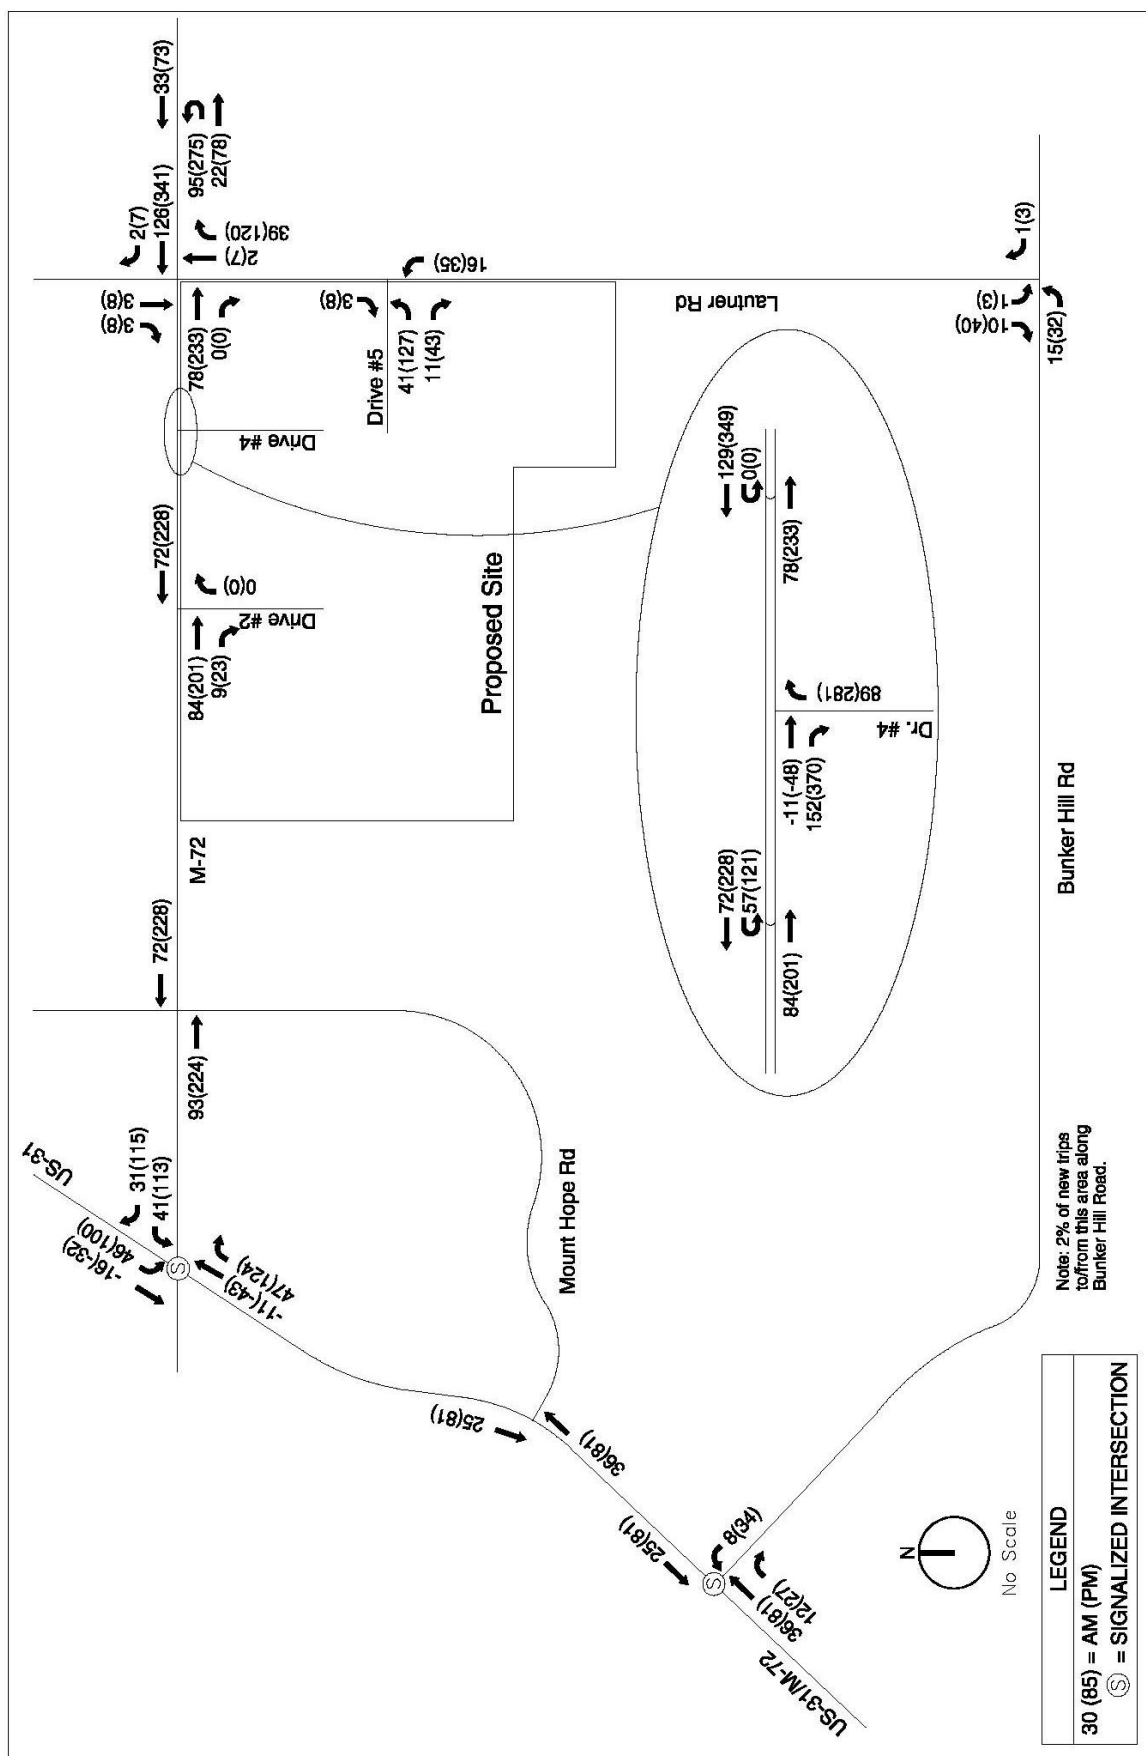 US-31
-16(-32)
46(100)
31(115)
41(113)
-11(-43)
47(124)
93(224)
72(228)
M-72
84(201)
9(23)
72(228)
0(0)
Drive #2
Drive #4
3(8)
3(8)
78(233)
0(0)
2(7)
126(341)
2(7)
39(120)
33(73)
95(275)
22(78)
3(8)
Drive #5
41(127)
11(43)
16(35)
Proposed Site
Lautner Rd
25(81)
36(81)
Mount Hope Rd
25(81)
8(34)
36(81)
12(27)
US-31/M-72
S
S
72(228)
57(121)
84(201)
-11(-48)
152(370)
89(281)
Dr. #4
129(349)
0(0)
78(233)
10(40)
1(3)
1(3)
15(32)
Bunker Hill Rd
Note: 2% of new trips
to/from this area along
Bunker Hill Road.
N
No Scale
LEGEND
30 (85) = AM (PM)
S = SIGNALIZED INTERSECTION